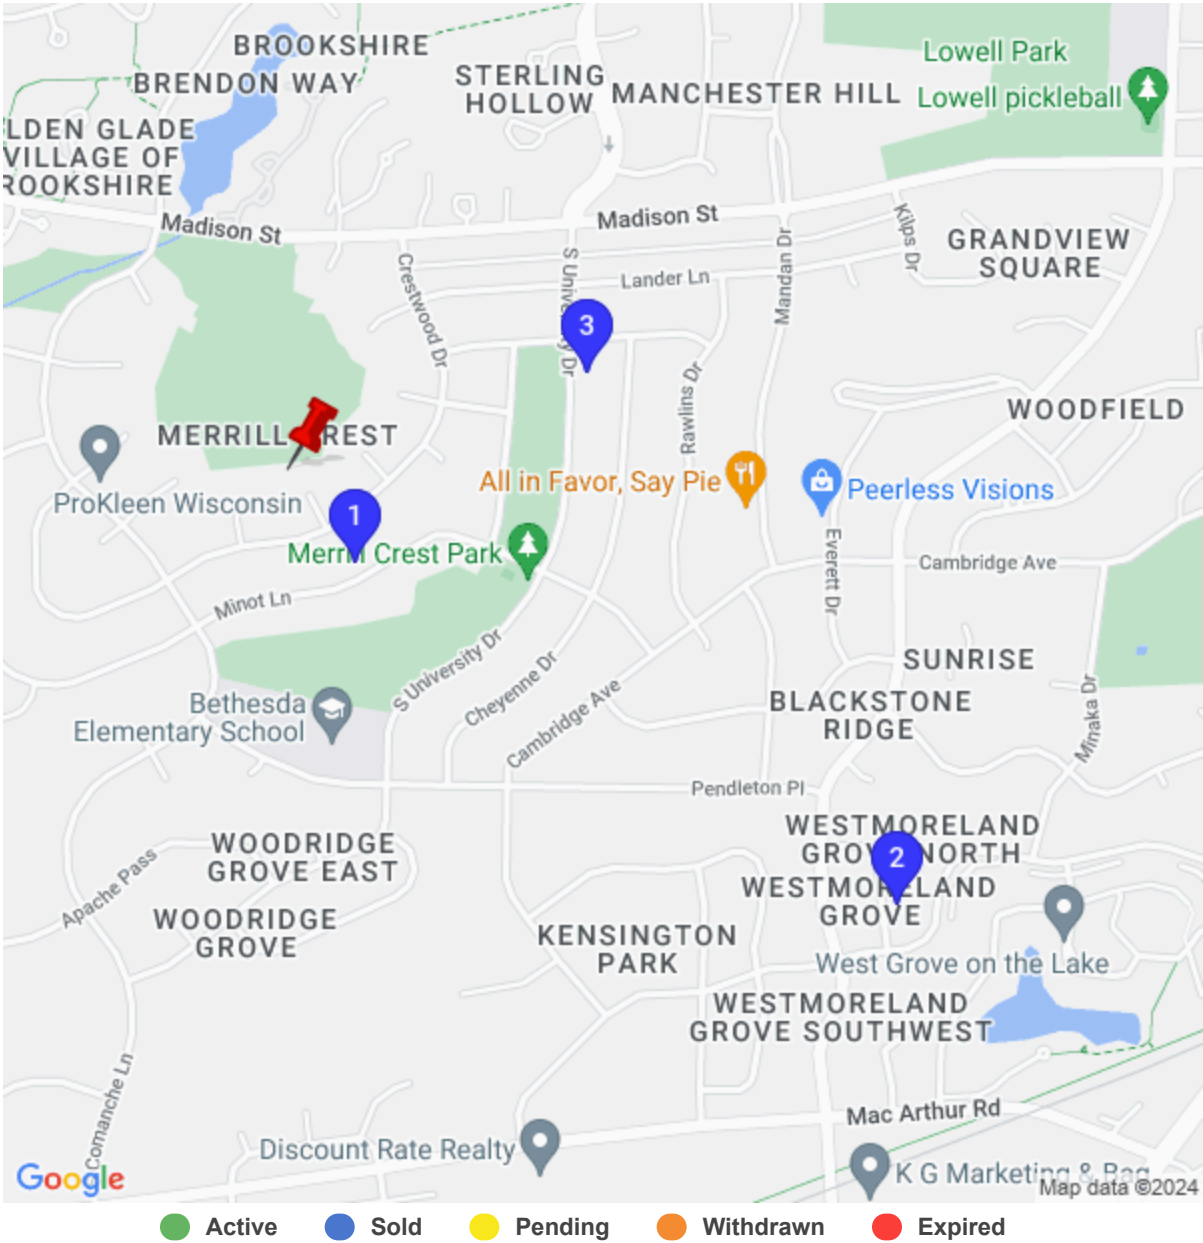 BROOKSHIRE
BRENDON WAY
STERLING
HOLLOW
MANCHESTER HILL
Lowell Park
Lowell pickleball
LDEN GLADE
VILLAGE OF
ROOKSHIRE
Madison St
Madison St
Kilps Dr
GRANDVIEW
SQUARE
Crestwood Dr
S University Dr
Lander Ln
Mandan Dr
3
Rawlins Dr
WOODFIELD
MERRILL CREST
ProKleen Wisconsin
All in Favor, Say Pie
Peerless Visions
1
Merrill Crest Park
Everett Dr
Cambridge Ave
Minot Ln
S University Dr
Cheyenne Dr
Cambridge Ave
SUNRISE
Bethesda
Elementary School
BLACKSTONE
RIDGE
Minaka Dr
Pendleton Pl
WOODRIDGE
GROVE EAST
WESTMORELAND
GROVE NORTH
2
WESTMORELAND
GROVE
Apache Pass
WOODRIDGE
GROVE
KENSINGTON
PARK
West Grove on the Lake
WESTMORELAND
GROVE SOUTHWEST
Comanche Ln
Mac Arthur Rd
Discount Rate Realty
K G Marketing & Bag
Google
Map data ©2024
Active Sold Pending Withdrawn Expired